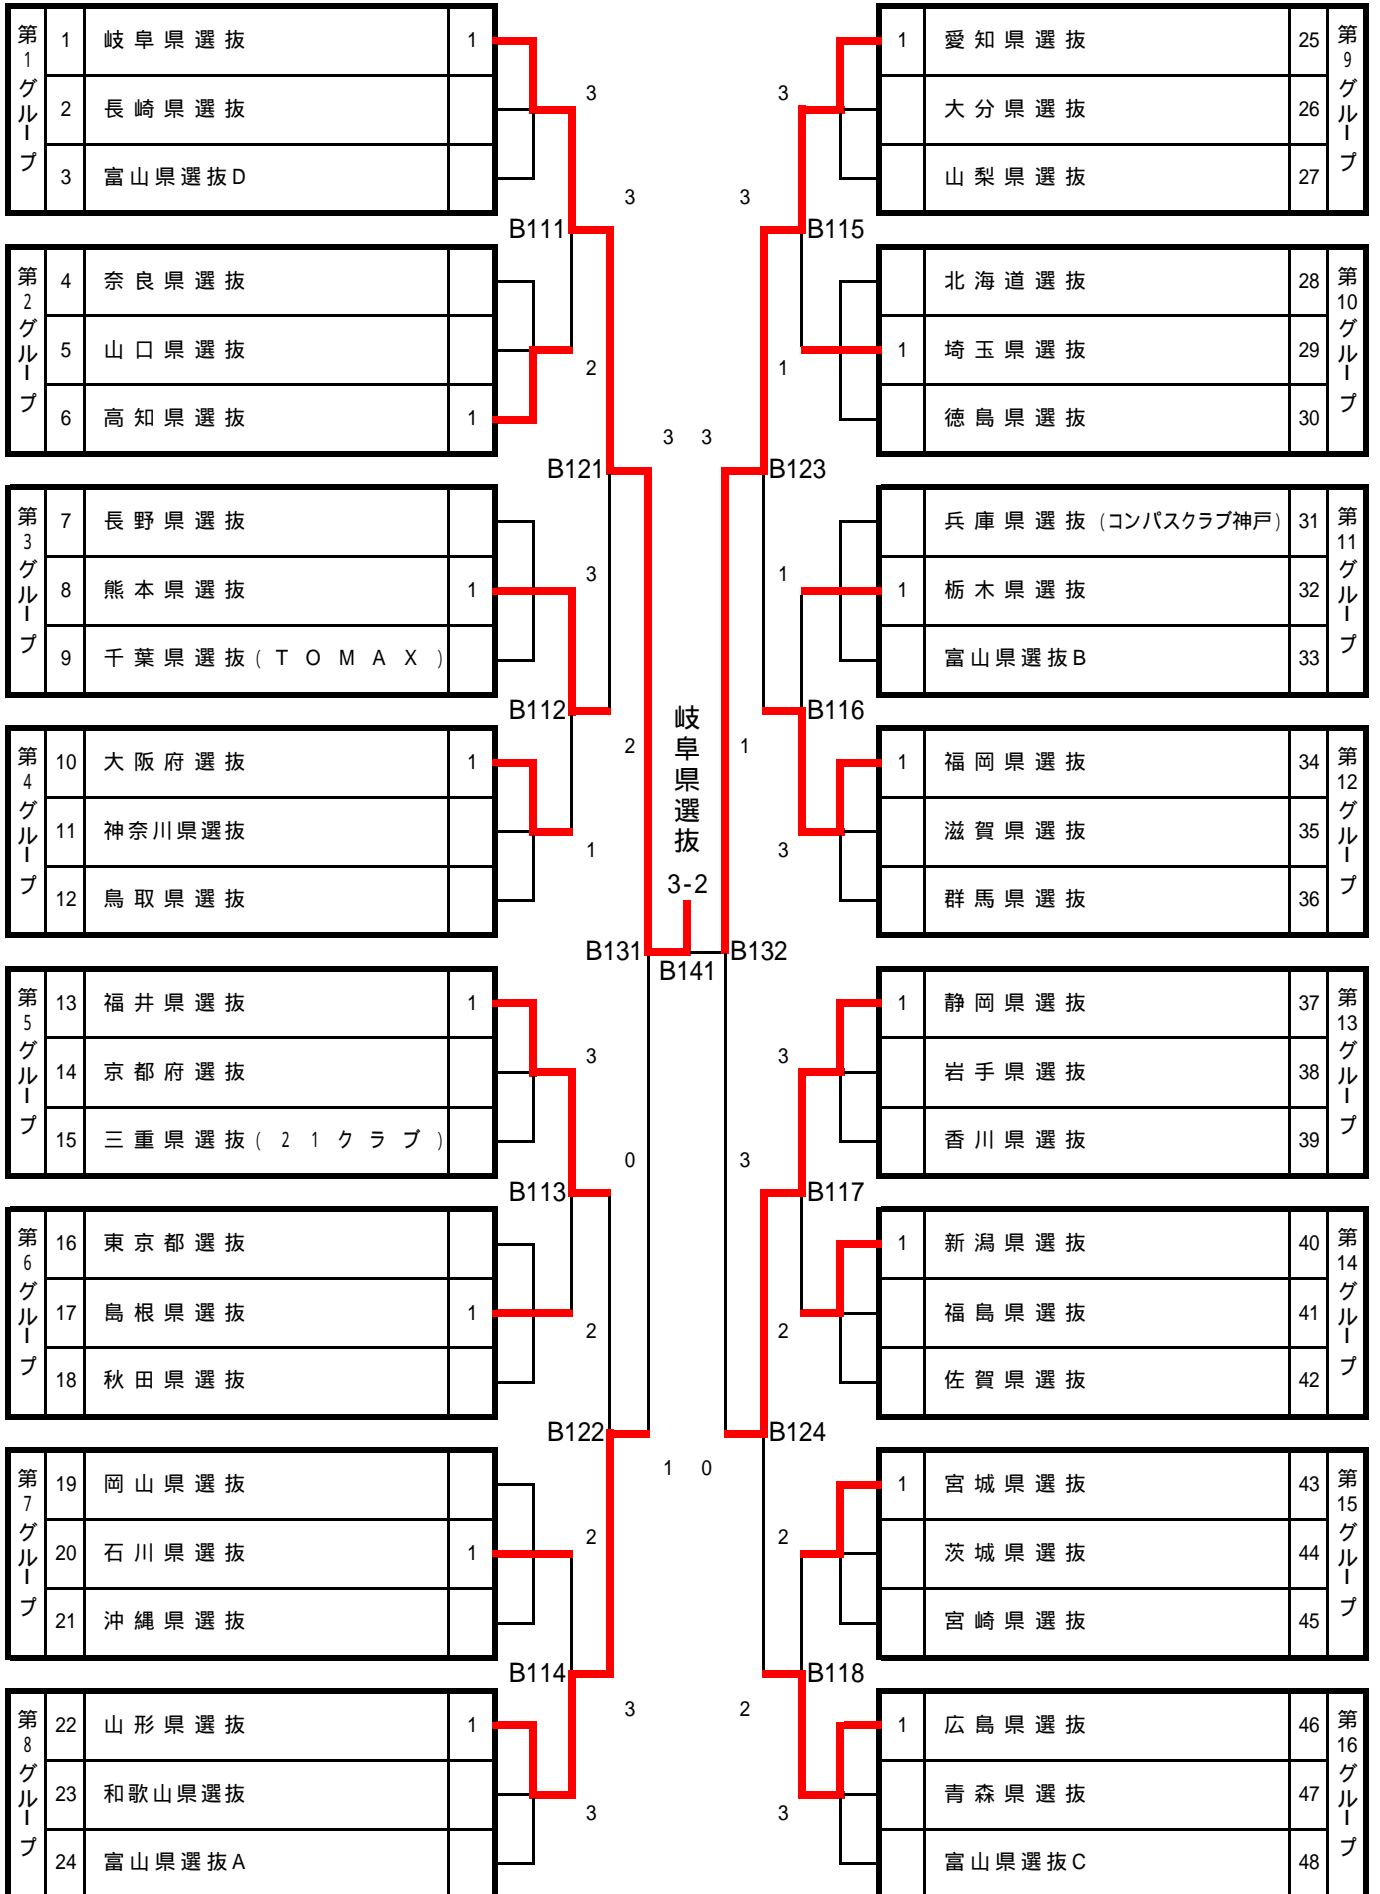 第1グループ
1 岐阜県選抜 1
2 長崎県選抜
3 富山県選抜D
第2グループ
4 奈良県選抜
5 山口県選抜
6 高知県選抜 1
第3グループ
7 長野県選抜
8 熊本県選抜 1
9 千葉県選抜(TOMAX)
第4グループ
10 大阪府選抜 1
11 神奈川県選抜
12 鳥取県選抜
第5グループ
13 福井県選抜 1
14 京都府選抜
15 三重県選抜(21クラブ)
第6グループ
16 東京都選抜
17 島根県選抜 1
18 秋田県選抜
第7グループ
19 岡山県選抜
20 石川県選抜 1
21 沖縄県選抜
第8グループ
22 山形県選抜 1
23 和歌山県選抜
24 富山県選抜A
3
3
B111
2
B121
3
B112
2
1
3
0
B113
2
B122
2
B114
3
3
3 3
岐阜県選抜
3-2
B131
B141
B132
1 0
3
3
B115
1
B123
1
B116
1
3
3
3
B117
2
B124
2
B118
2
3
1 愛知県選抜 25
大分県選抜 26
山梨県選抜 27
第9グループ
北海道選抜 28
1 埼玉県選抜 29
徳島県選抜 30
第10グループ
兵庫県選抜(コンパスクラブ神戸) 31
1 栃木県選抜 32
富山県選抜B 33
第11グループ
1 福岡県選抜 34
滋賀県選抜 35
群馬県選抜 36
第12グループ
1 静岡県選抜 37
岩手県選抜 38
香川県選抜 39
第13グループ
1 新潟県選抜 40
福島県選抜 41
佐賀県選抜 42
第14グループ
1 宮城県選抜 43
茨城県選抜 44
宮崎県選抜 45
第15グループ
1 広島県選抜 46
青森県選抜 47
富山県選抜C 48
第16グループ